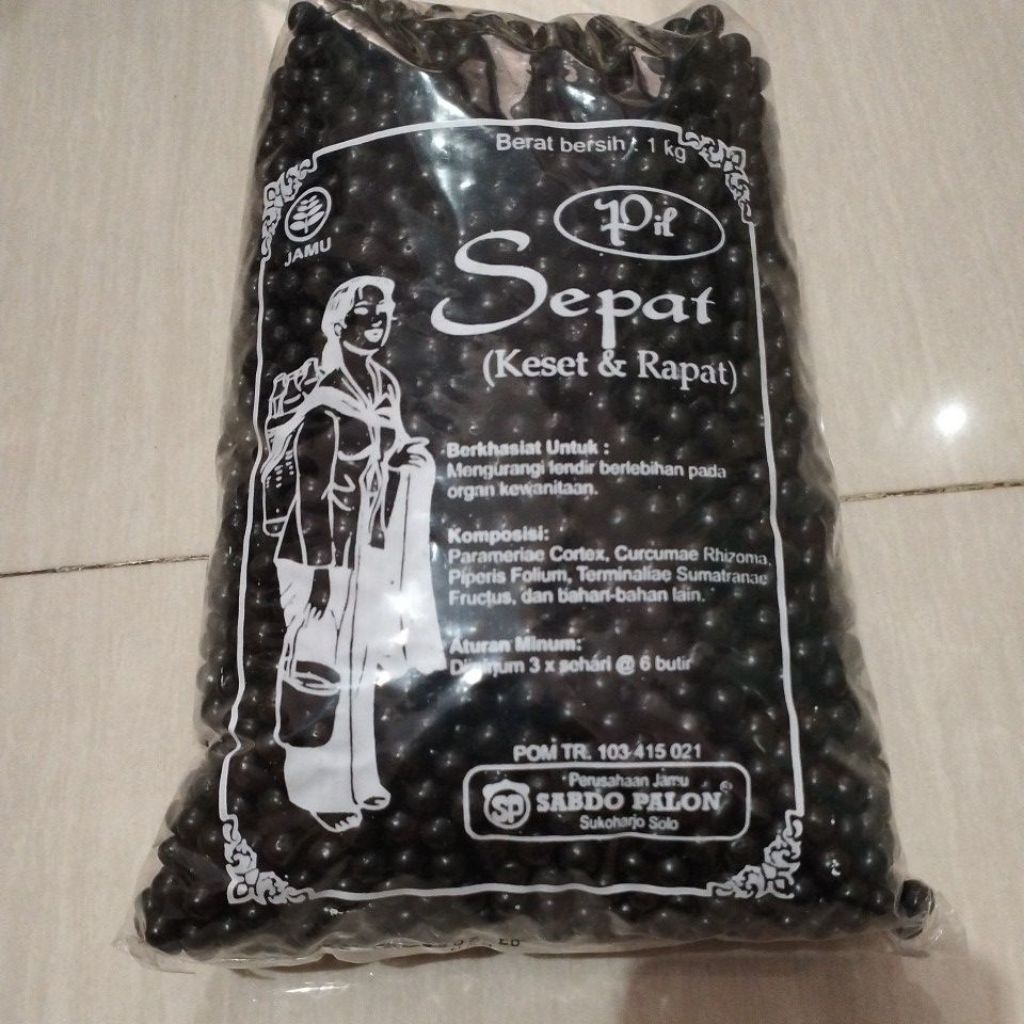 Berat bersih : 1 kg
JAMU
Pil
Sepat
(Keset & Rapat)
Berkhasiat Untuk :
Mengurangi lendir berlebihan pada
organ kewanitaan.
Komposisi:
Parameriae Cortex, Curcumae Rhizoma,
Piperis Folium, Terminaliae Sumatranae
Fructus, dan bahan-bahan lain.
Aturan Minum:
Diminum 3 x sehari @ 6 butir
POM TR. 103 415 021
Perusahaan Jamu
SP SABDO PALON ®
Sukoharjo Solo